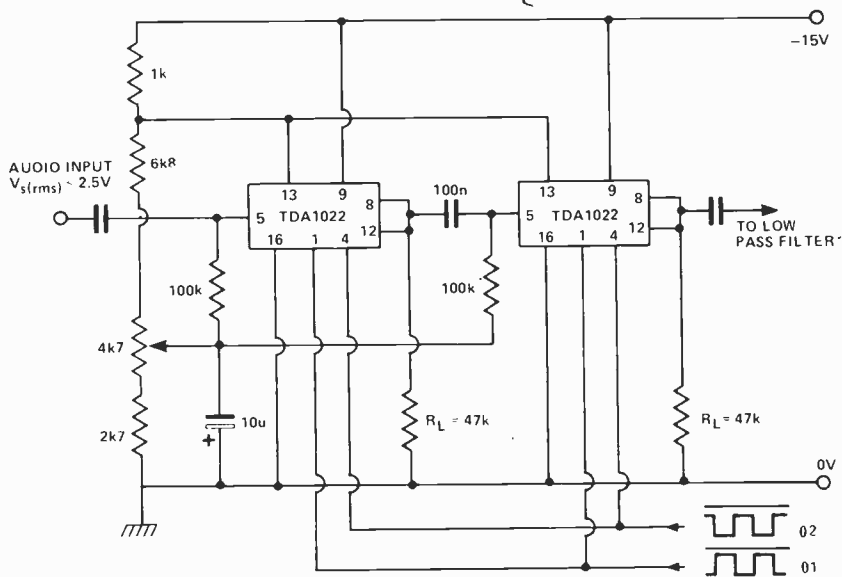 −15V
1k
6k8
AUDIO INPUT
Vs(rms) ~ 2.5V
13
9
5
TDA1022
8
12
16
1
4
100n
13
9
5
TDA1022
8
12
16
1
4
TO LOW
PASS FILTER
100k
100k
4k7
10u
+
RL = 47k
RL = 47k
2k7
0V
02
01